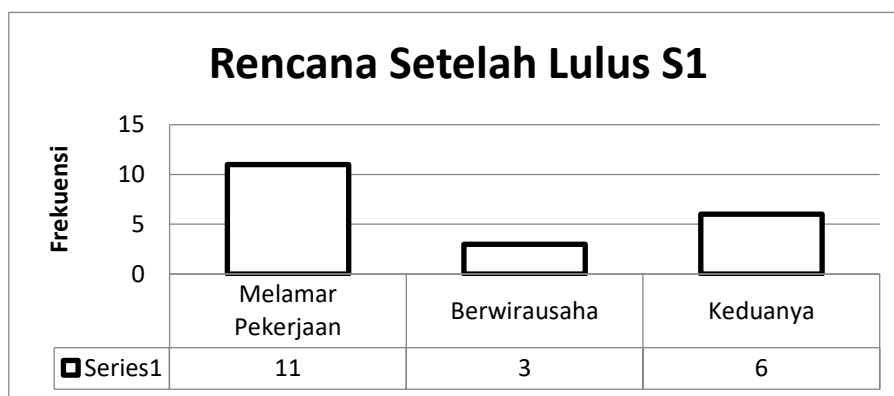 Rencana Setelah Lulus S1
Frekuensi
15
10
5
0
Melamar Pekerjaan
Berwirausaha
Keduanya
Series1 11 3 6